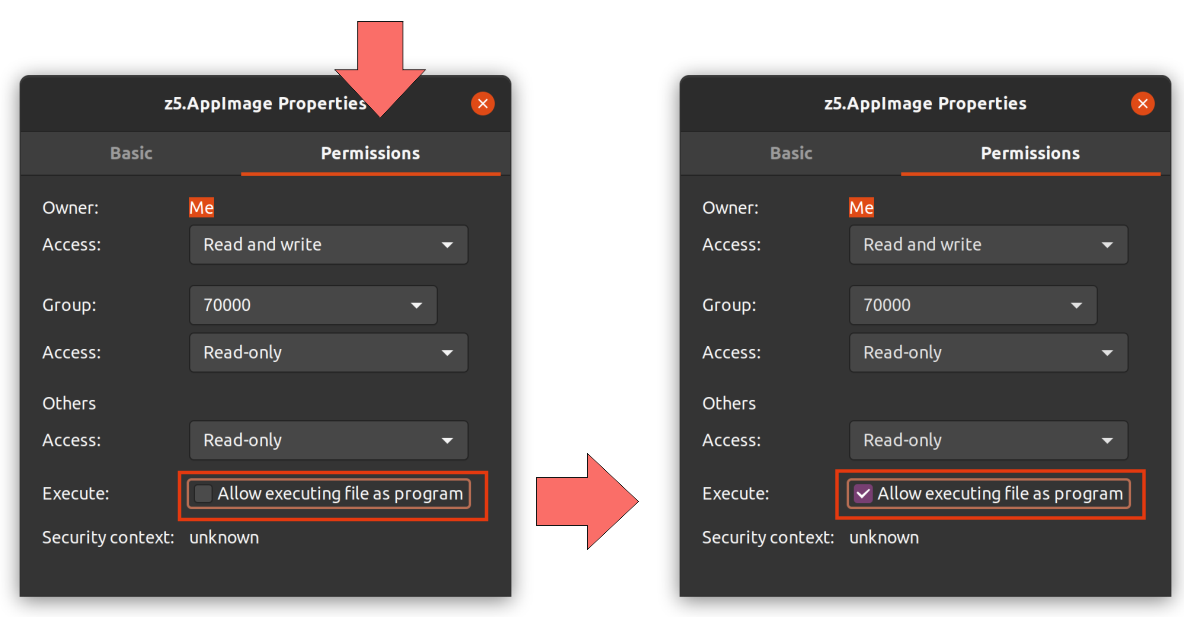 z5.AppImage Properties
Basic Permissions
Owner: Me
Access: Read and write
Group: 70000
Access: Read-only
Others
Access: Read-only
Execute: Allow executing file as program
Security context: unknown
z5.AppImage Properties
Basic Permissions
Owner: Me
Access: Read and write
Group: 70000
Access: Read-only
Others
Access: Read-only
Execute: Allow executing file as program
Security context: unknown